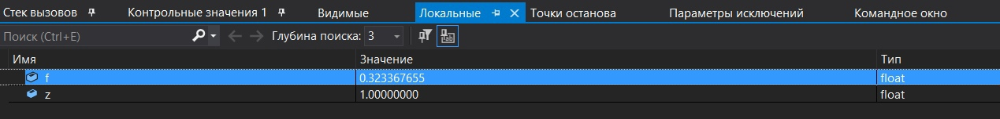 Стек вызовов Контрольные значения 1 Видимые Локальные Точки останова Параметры исключений Командное окно
Поиск (Ctrl+E) Глубина поиска: 3
Имя Значение Тип
f 0.323367655 float
z 1.00000000 float